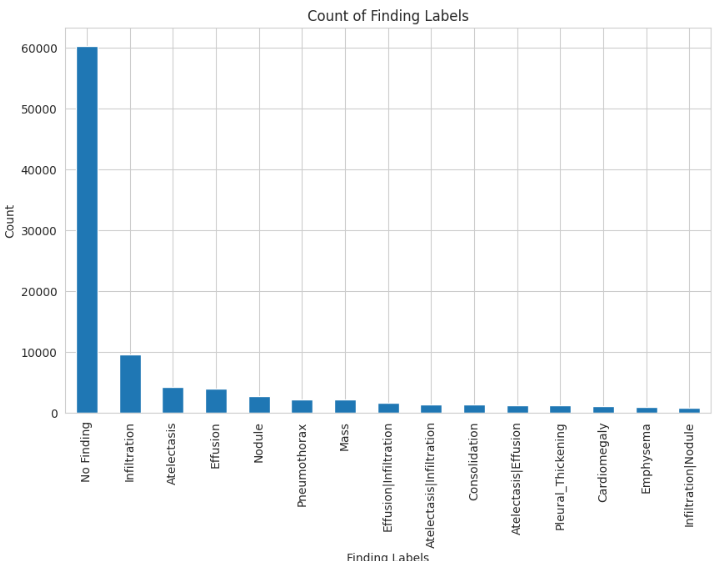 Count of Finding Labels
60000
50000
40000
30000
20000
10000
0
Count
No Finding
Infiltration
Atelectasis
Effusion
Nodule
Pneumothorax
Mass
Effusion|Infiltration
Atelectasis|Infiltration
Consolidation
Atelectasis|Effusion
Pleural_Thickening
Cardiomegaly
Emphysema
Infiltration|Nodule
Finding Labels